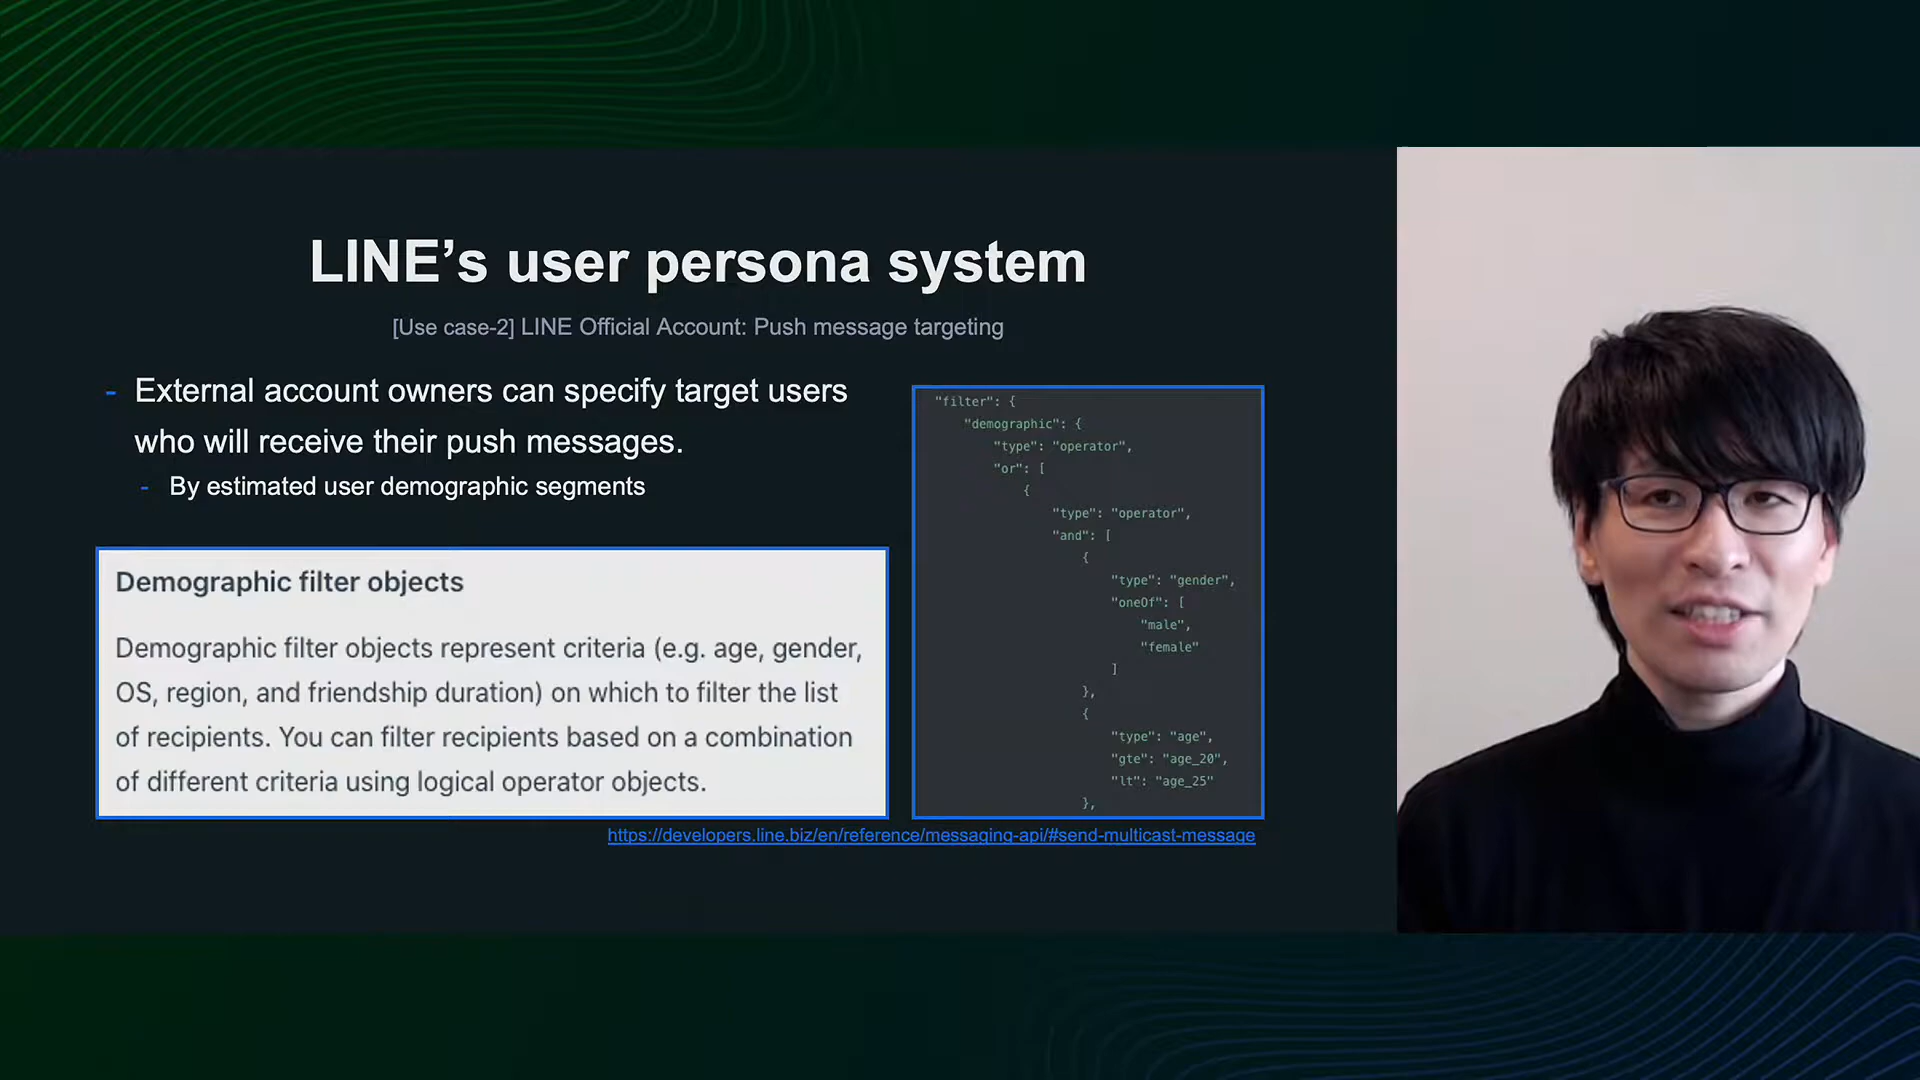 LINE’s user persona system
[Use case-2] LINE Official Account: Push message targeting
- External account owners can specify target users
who will receive their push messages.
- By estimated user demographic segments
Demographic filter objects
Demographic filter objects represent criteria (e.g. age, gender,
OS, region, and friendship duration) on which to filter the list
of recipients. You can filter recipients based on a combination
of different criteria using logical operator objects.
"filter": {
"demographic": {
"type": "operator",
"or": [
{
"type": "operator",
"and": [
{
"type": "gender",
"oneOf": [
"male",
"female"
]
},
{
"type": "age",
"gte": "age_20",
"lt": "age_25"
},
https://developers.line.biz/en/reference/messaging-api/#send-multicast-message